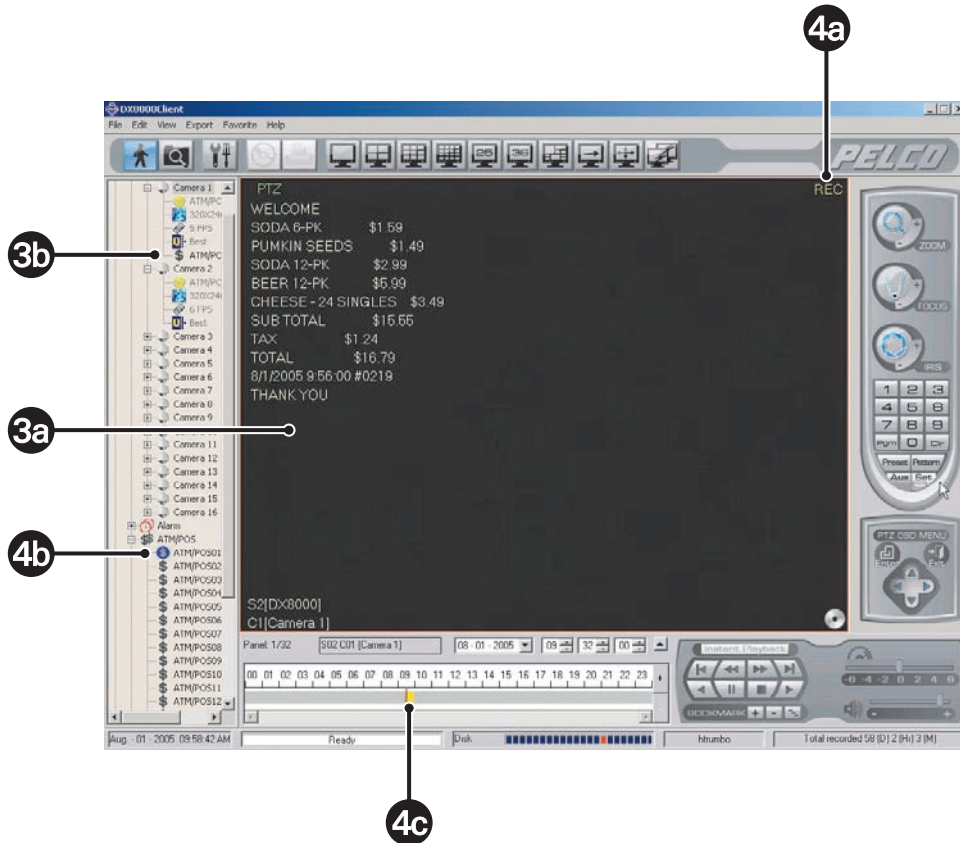 4a
DX8000Client
File Edit View Export Favorite Help
25 36
PELCO
Camera 1
ATM/PC
320X24
6 FPS
Best
3b
$ ATM/PC
Camera 2
ATM/PC
320X24
6 FPS
Best
Camera 3
Camera 4
Camera 5
Camera 6
Camera 7
Camera 8
Camera 9
3a
Camera 11
Camera 12
Camera 13
Camera 14
Camera 15
Camera 16
Alarm
$$ ATM/POS
4b
$ ATM/POS01
$ ATM/POS02
$ ATM/POS03
$ ATM/POS04
$ ATM/POS05
$ ATM/POS06
$ ATM/POS07
$ ATM/POS08
$ ATM/POS09
$ ATM/POS10
$ ATM/POS11
$ ATM/POS12
PTZ REC
WELCOME
SODA 6-PK $1.59
PUMKIN SEEDS $1.49
SODA 12-PK $2.99
BEER 12-PK $5.99
CHEESE - 24 SINGLES $3.49
SUB TOTAL $15.55
TAX $1.24
TOTAL $16.79
8/1/2005 9:56:00 #0219
THANK YOU
S2[DX8000]
C1[Camera 1]
ZOOM
FOCUS
IRIS
1 2 3
4 5 6
7 8 9
Pgm 0 Clr
Preset Pattern
Aux Set
PTZ OSD MENU
Enter Exit
Panel: 1/32 S02 C01 [Camera 1] 08 - 01 - 2005 09 32 00
00 01 02 03 04 05 06 07 08 09 10 11 12 13 14 15 16 17 18 19 20 21 22 23
Instant Playback
BOOKMARK + - %
-6 -4 -2 0 2 4 6
- +
Aug. - 01 - 2005 09:58:42 AM Ready Disk htrumbo Total recorded 58 (D) 2 (Hr) 3 (M)
4c